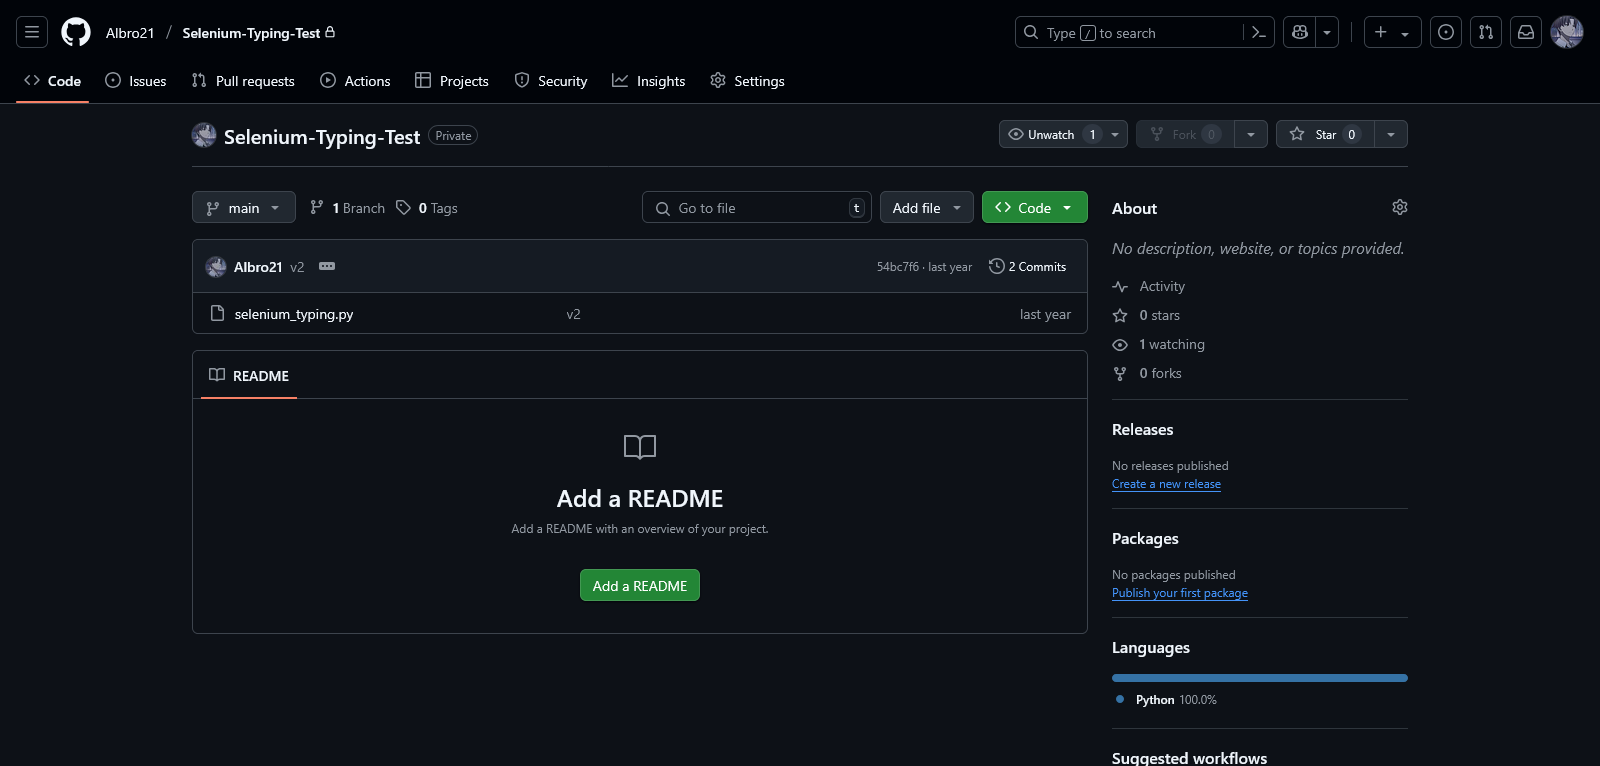 Albro21 / Selenium-Typing-Test
Type / to search
Code Issues Pull requests Actions Projects Security Insights Settings
Selenium-Typing-Test Private
Unwatch 1 Fork 0 Star 0
main 1 Branch 0 Tags
Go to file t Add file Code
Albro21 v2 54bc7f6 · last year 2 Commits
selenium_typing.py v2 last year
README
Add a README
Add a README with an overview of your project.
Add a README
About
No description, website, or topics provided.
Activity
0 stars
1 watching
0 forks
Releases
No releases published
Create a new release
Packages
No packages published
Publish your first package
Languages
Python 100.0%
Suggested workflows